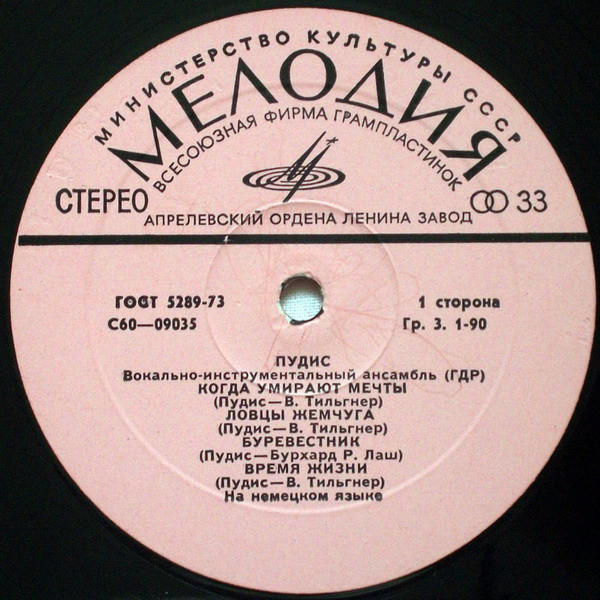 МИНИСТЕРСТВО КУЛЬТУРЫ СССР
МЕЛОДИЯ
ВСЕСОЮЗНАЯ ФИРМА ГРАМПЛАСТИНОК
СТЕРЕО
33
АПРЕЛЕВСКИЙ ОРДЕНА ЛЕНИНА ЗАВОД
ГОСТ 5289-73
1 сторона
С60—09035
Гр. 3. 1-90
ПУДИС
Вокально-инструментальный ансамбль (ГДР)
КОГДА УМИРАЮТ МЕЧТЫ
(Пудис—В. Тильгнер)
ЛОВЦЫ ЖЕМЧУГА
(Пудис—В. Тильгнер)
БУРЕВЕСТНИК
(Пудис—Бурхард Р. Лаш)
ВРЕМЯ ЖИЗНИ
(Пудис—В. Тильгнер)
На немецком языке